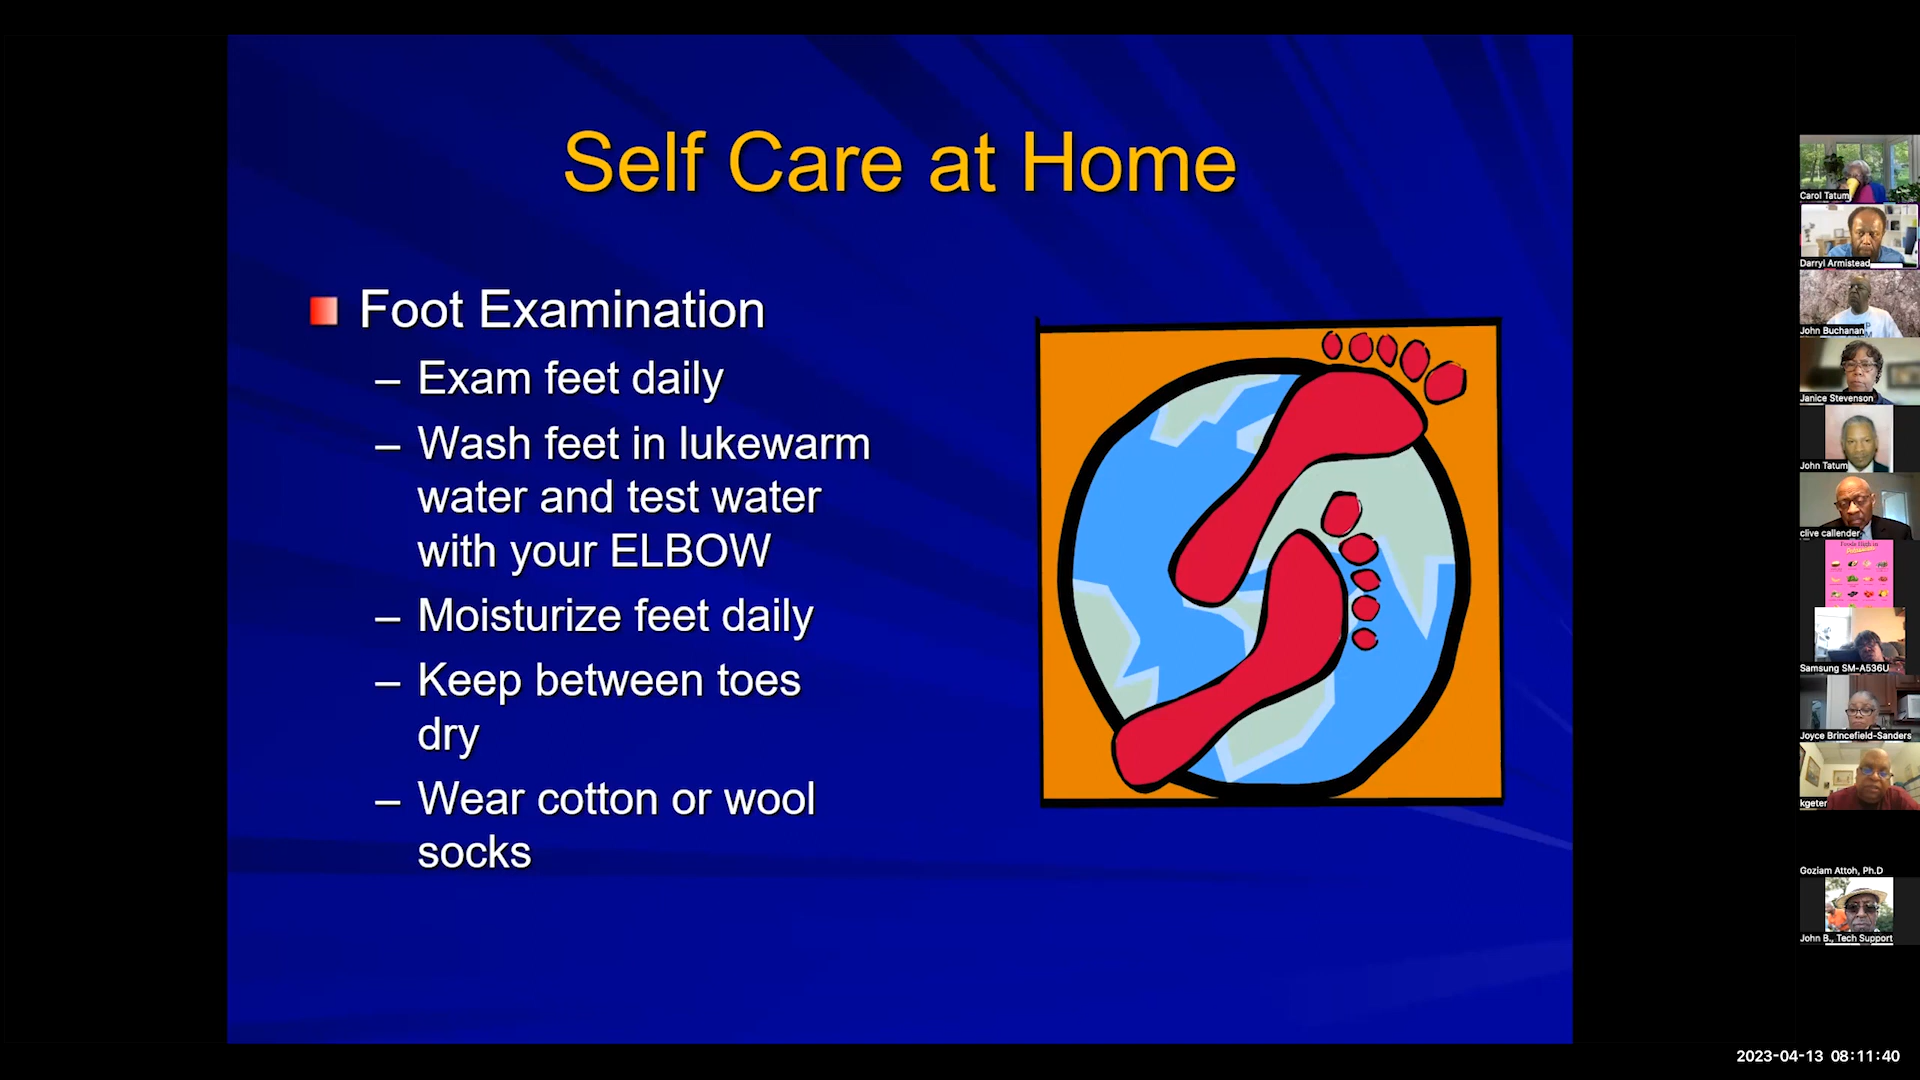 Self Care at Home
Foot Examination
– Exam feet daily
– Wash feet in lukewarm
water and test water
with your ELBOW
– Moisturize feet daily
– Keep between toes
dry
– Wear cotton or wool
socks
Carol Tatum
Darryl Armistead
John Buchanan
Janice Stevenson
John Tatum
clive callender
Foods High in
Samsung SM-A536U
Joyce Brincefield-Sanders
kgeter
Goziam Attoh, Ph.D
John B., Tech Support
2023-04-13 08:11:40